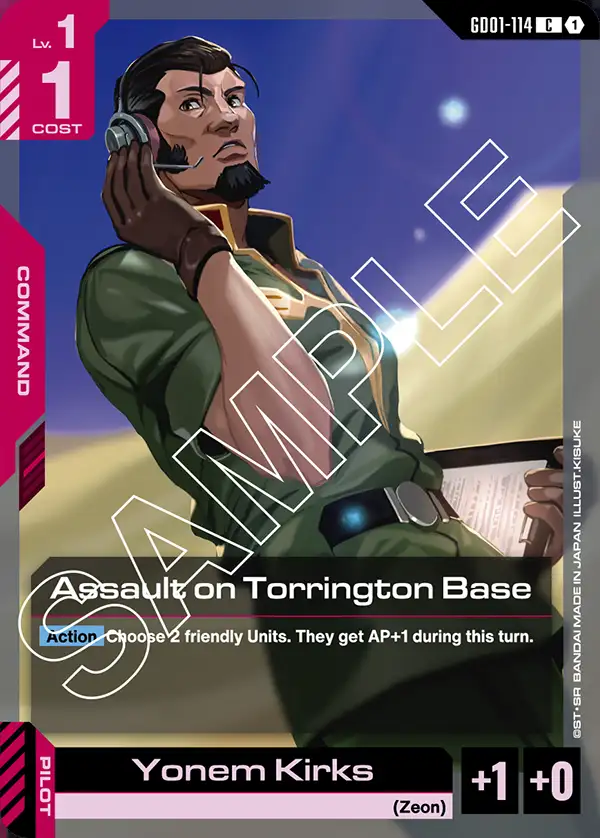 Lv. 1
GD01-114 C 1
1
COST
COMMAND
SAMPLE
©ST・SR BANDAI MADE IN JAPAN ILLUST.KISUKE
Assault on Torrington Base
Action Choose 2 friendly Units. They get AP+1 during this turn.
PILOT
Yonem Kirks
+1 +0
(Zeon)